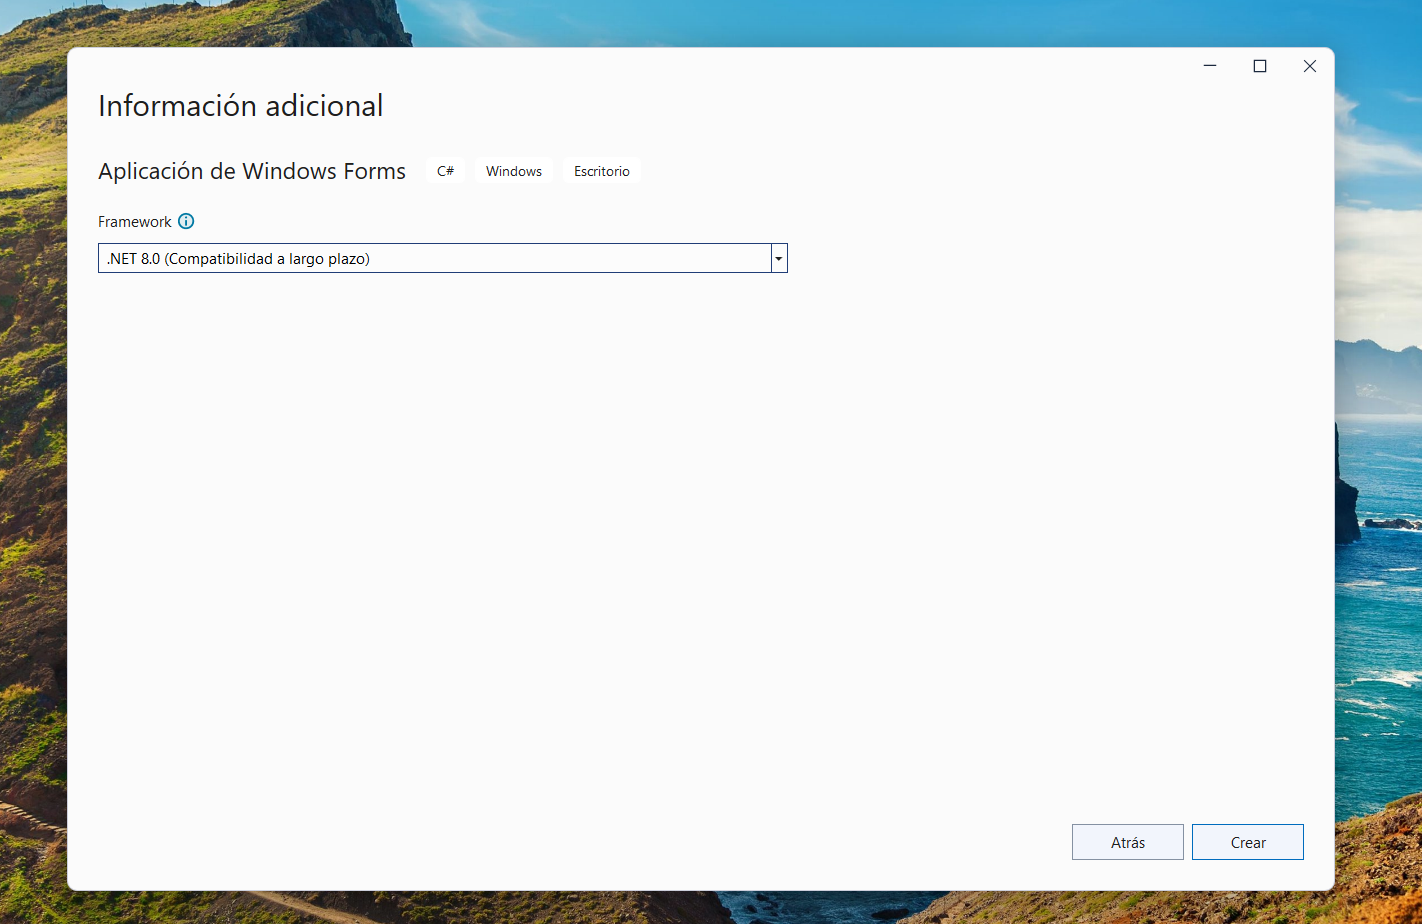 Información adicional
Aplicación de Windows Forms C# Windows Escritorio
Framework
.NET 8.0 (Compatibilidad a largo plazo)
Atrás Crear